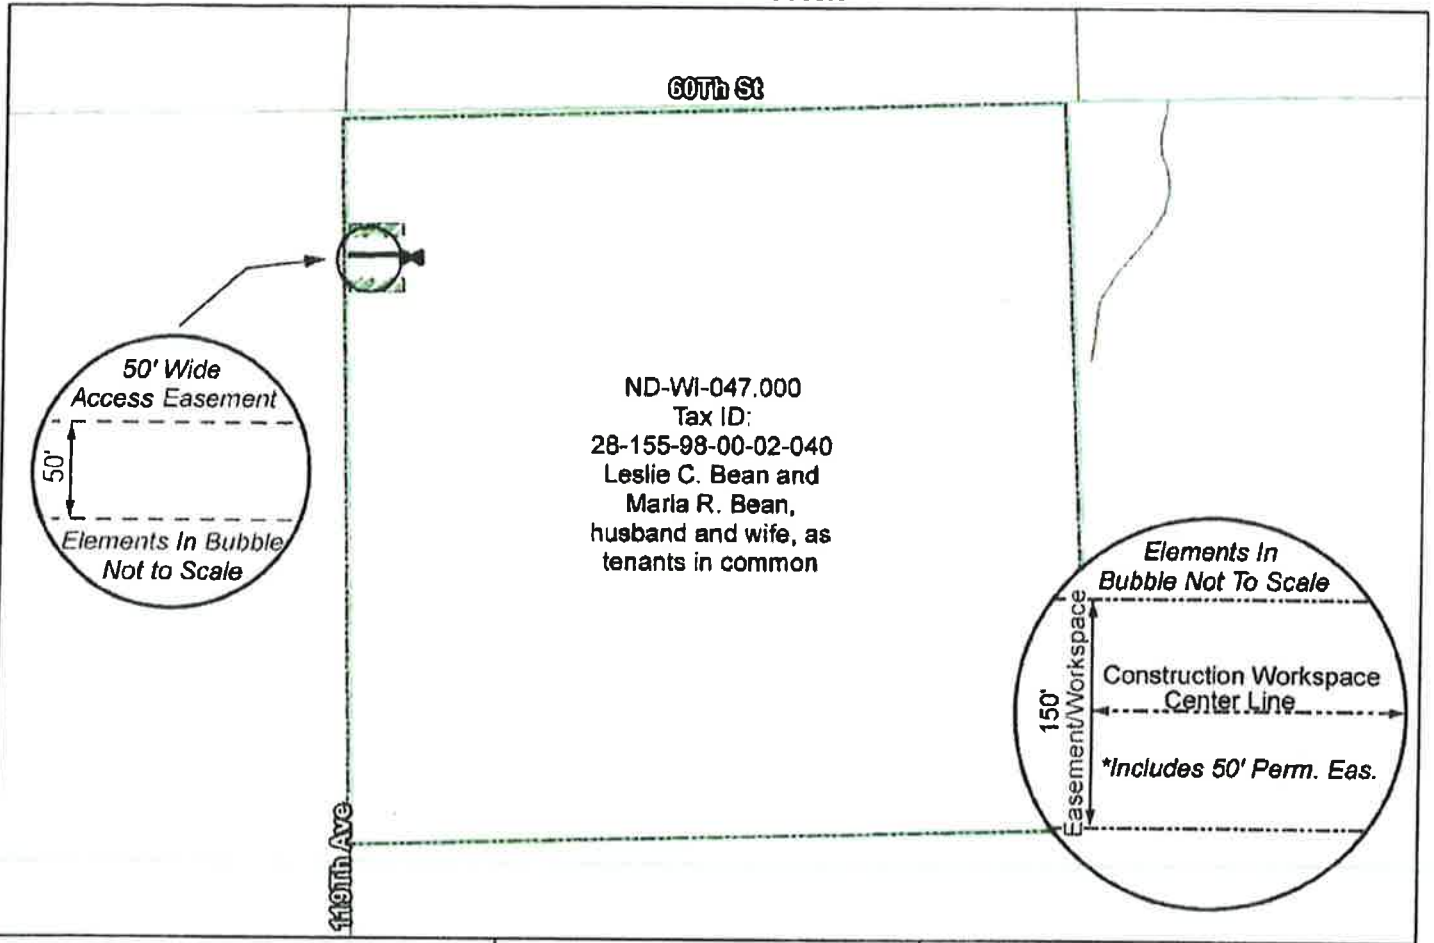 60Th St
50' Wide
Access Easement
50'
Elements In Bubble
Not to Scale
ND-WI-047.000
Tax ID:
28-155-98-00-02-040
Leslie C. Bean and
Marla R. Bean,
husband and wife, as
tenants in common
Elements In
Bubble Not To Scale
150'
Easement/Workspace
Construction Workspace
Center Line
*Includes 50' Perm. Eas.
119Th Ave